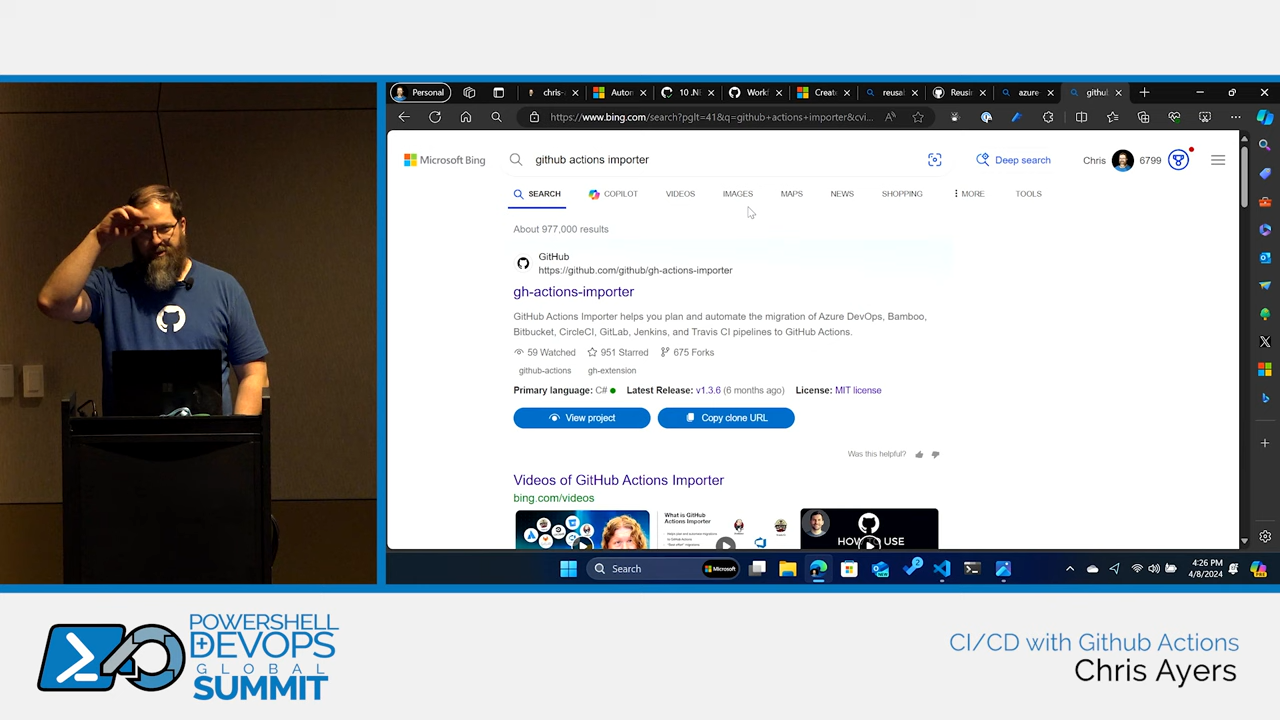 Personal
chris-
Auton
10 .NE
Workf
Create
reusal
Reusin
azure-
githu
https://www.bing.com/search?pglt=41&q=github+actions+importer&cvi...
Microsoft Bing
github actions importer
Deep search
Chris
6799
SEARCH
COPILOT
VIDEOS
IMAGES
MAPS
NEWS
SHOPPING
MORE
TOOLS
About 977,000 results
GitHub
https://github.com/github/gh-actions-importer
gh-actions-importer
GitHub Actions Importer helps you plan and automate the migration of Azure DevOps, Bamboo,
Bitbucket, CircleCI, GitLab, Jenkins, and Travis CI pipelines to GitHub Actions.
59 Watched 951 Starred 675 Forks
github-actions gh-extension
Primary language: C# Latest Release: v1.3.6 (6 months ago) License: MIT license
View project
Copy clone URL
Was this helpful?
Videos of GitHub Actions Importer
bing.com/videos
What is GitHub
Actions Importer
HOW TO USE
Search
Microsoft
4:26 PM
4/8/2024
POWERSHELL
+DEVOPS
GLOBAL
SUMMIT
CI/CD with Github Actions
Chris Ayers